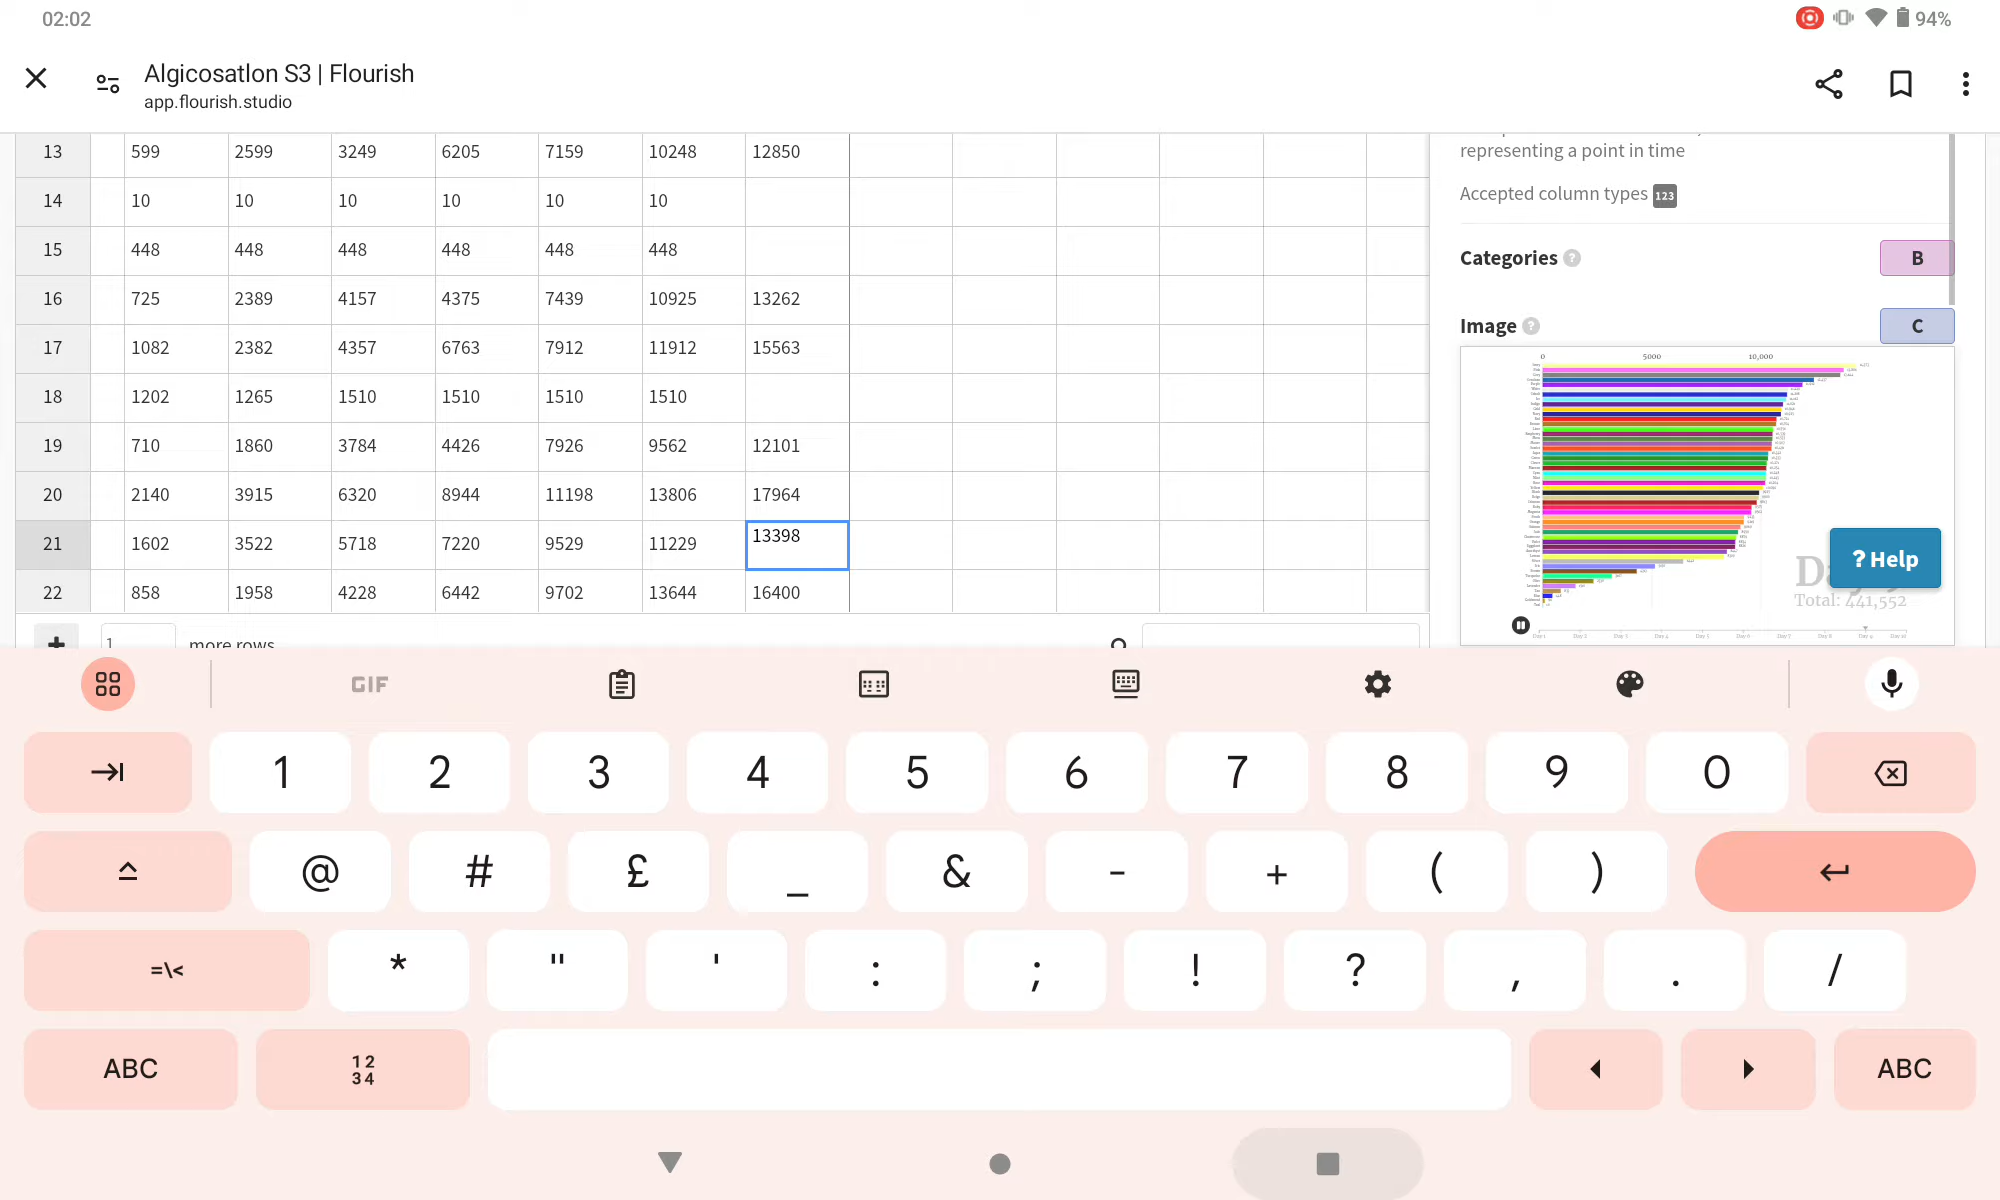 02:02
94%
Algicosatlon S3 | Flourish
app.flourish.studio
13 599 2599 3249 6205 7159 10248 12850
14 10 10 10 10 10 10
15 448 448 448 448 448 448
16 725 2389 4157 4375 7439 10925 13262
17 1082 2382 4357 6763 7912 11912 15563
18 1202 1265 1510 1510 1510 1510
19 710 1860 3784 4426 7926 9562 12101
20 2140 3915 6320 8944 11198 13806 17964
21 1602 3522 5718 7220 9529 11229 13398
22 858 1958 4228 6442 9702 13644 16400
1 more rows
representing a point in time
Accepted column types 123
Categories ? B
Image ? C
0 5000 10,000
Total: 441,552
? Help
GIF
1 2 3 4 5 6 7 8 9 0
@ # £ _ & - + ( )
=\< * " ' : ; ! ? , . /
ABC 12 34 ABC